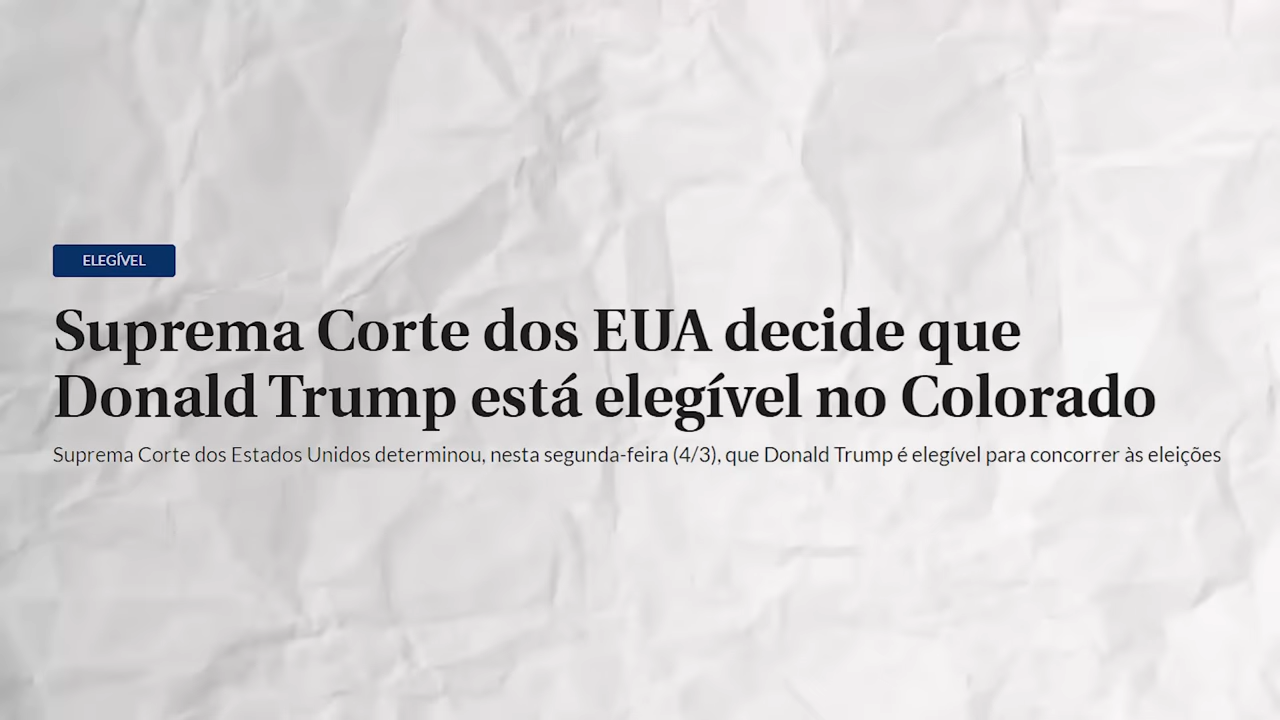 ELEGÍVEL
Suprema Corte dos EUA decide que
Donald Trump está elegível no Colorado
Suprema Corte dos Estados Unidos determinou, nesta segunda-feira (4/3), que Donald Trump é elegível para concorrer às eleições